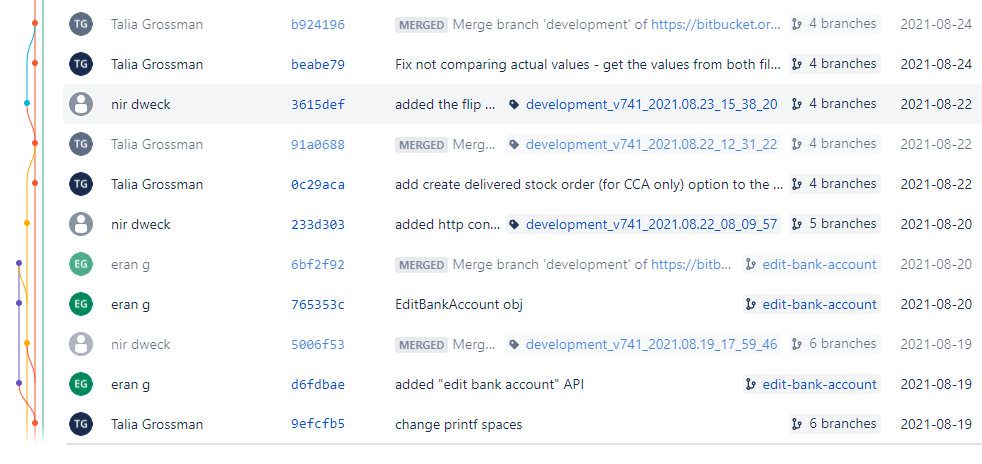 TG Talia Grossman b924196 MERGED Merge branch 'development' of https://bitbucket.or... 4 branches 2021-08-24
TG Talia Grossman beabe79 Fix not comparing actual values - get the values from both fil... 4 branches 2021-08-24
nir dweck 3615def added the flip ... development_v741_2021.08.23_15_38_20 4 branches 2021-08-22
TG Talia Grossman 91a0688 MERGED Merg... development_v741_2021.08.22_12_31_22 4 branches 2021-08-22
TG Talia Grossman 0c29aca add create delivered stock order (for CCA only) option to the ... 4 branches 2021-08-22
nir dweck 233d303 added http con... development_v741_2021.08.22_08_09_57 5 branches 2021-08-20
EG eran g 6bf2f92 MERGED Merge branch 'development' of https://bitb... edit-bank-account 2021-08-20
EG eran g 765353c EditBankAccount obj edit-bank-account 2021-08-20
nir dweck 5006f53 MERGED Merg... development_v741_2021.08.19_17_59_46 6 branches 2021-08-19
EG eran g d6fdbae added "edit bank account" API edit-bank-account 2021-08-19
TG Talia Grossman 9efcfb5 change printf spaces 6 branches 2021-08-19